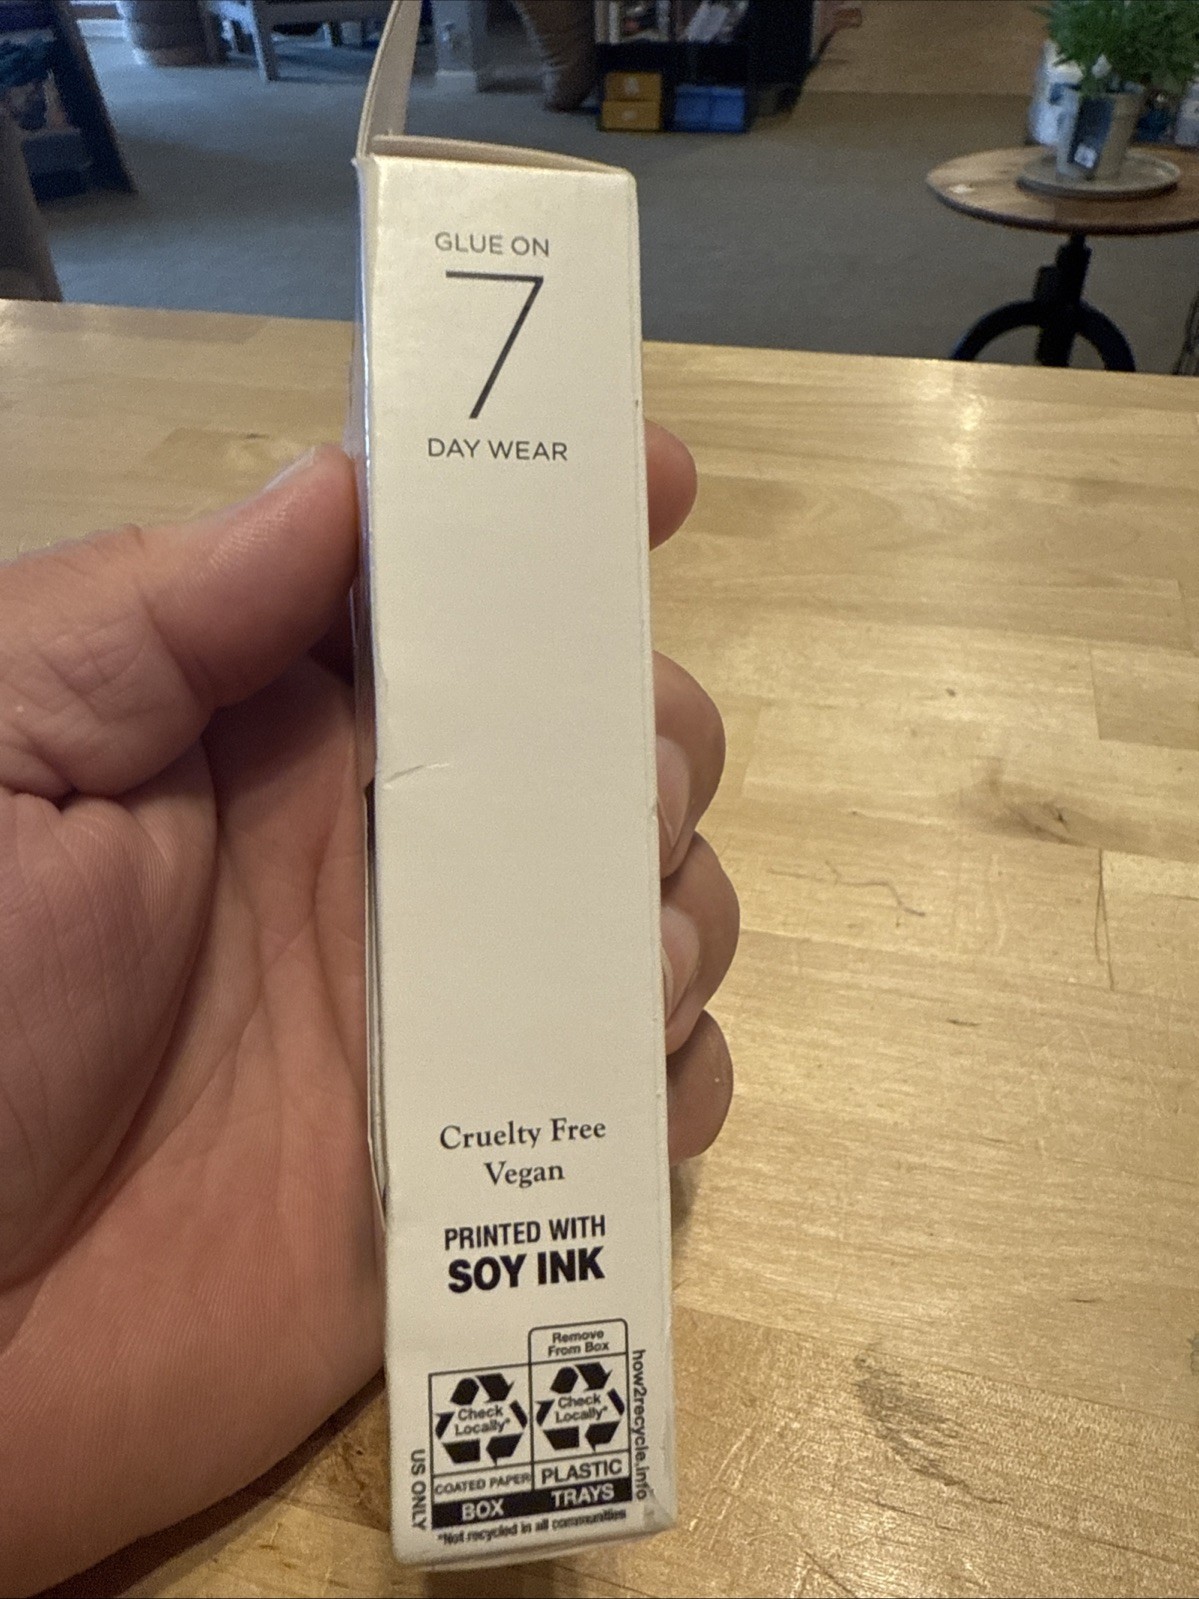 GLUE ON
7
DAY WEAR
Cruelty Free
Vegan
PRINTED WITH
SOY INK
Remove
From Box
Check
Locally*
Check
Locally*
COATED PAPER
PLASTIC
BOX
TRAYS
*Not recycled in all communities
US ONLY
how2recycle.info